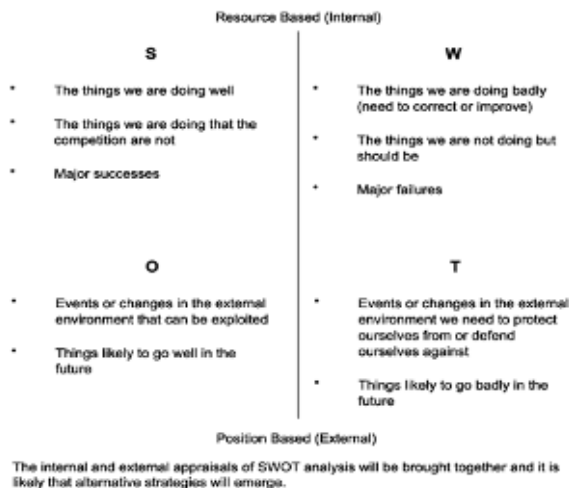 Resource Based (Internal)
S
• The things we are doing well
• The things we are doing that the
competition are not
• Major successes
W
• The things we are doing badly
(need to correct or improve)
• The things we are not doing but
should be
• Major failures
O
• Events or changes in the external
environment that can be exploited
• Things likely to go well in the
future
T
• Events or changes in the external
environment we need to protect
ourselves from or defend
ourselves against
• Things likely to go badly in the
future
Position Based (External)
The internal and external appraisals of SWOT analysis will be brought together and it is
likely that alternative strategies will emerge.